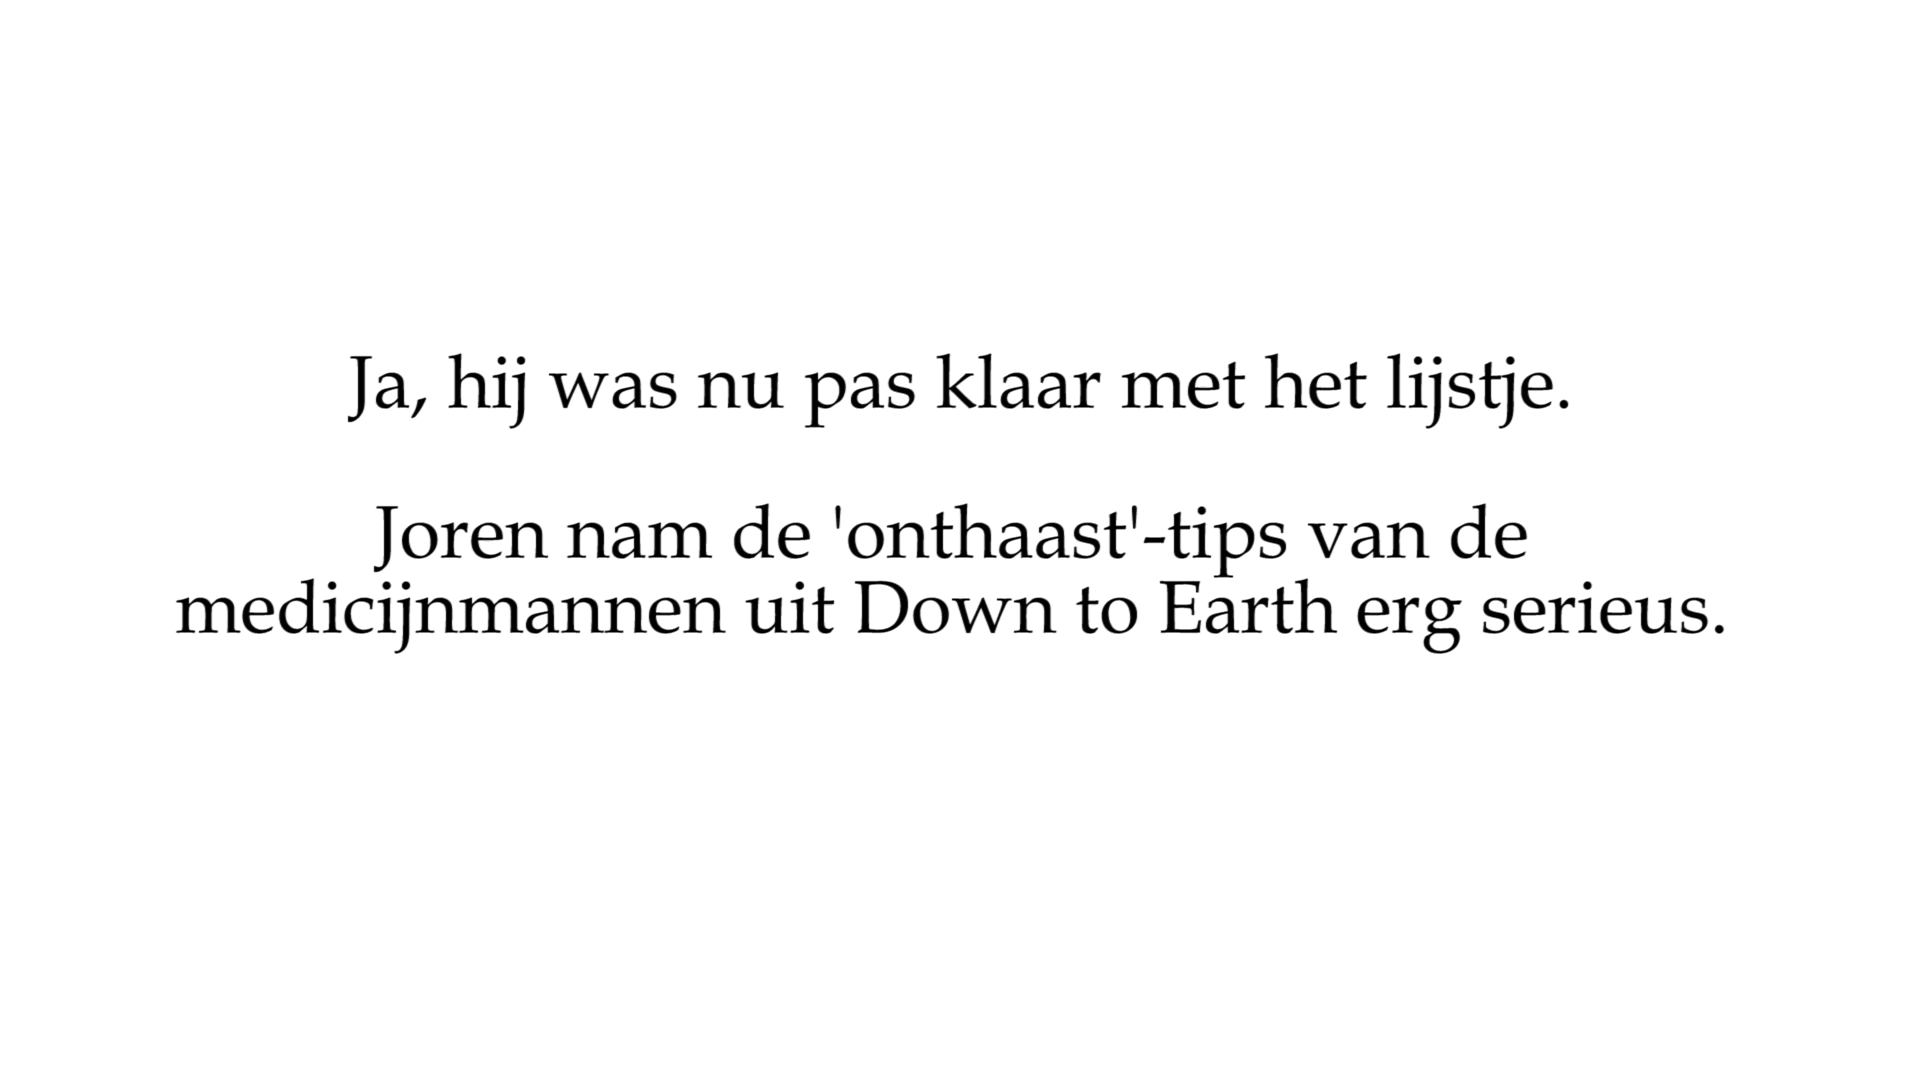 Ja, hij was nu pas klaar met het lijstje.
Joren nam de 'onthaast'-tips van de
medicijnmannen uit Down to Earth erg serieus.